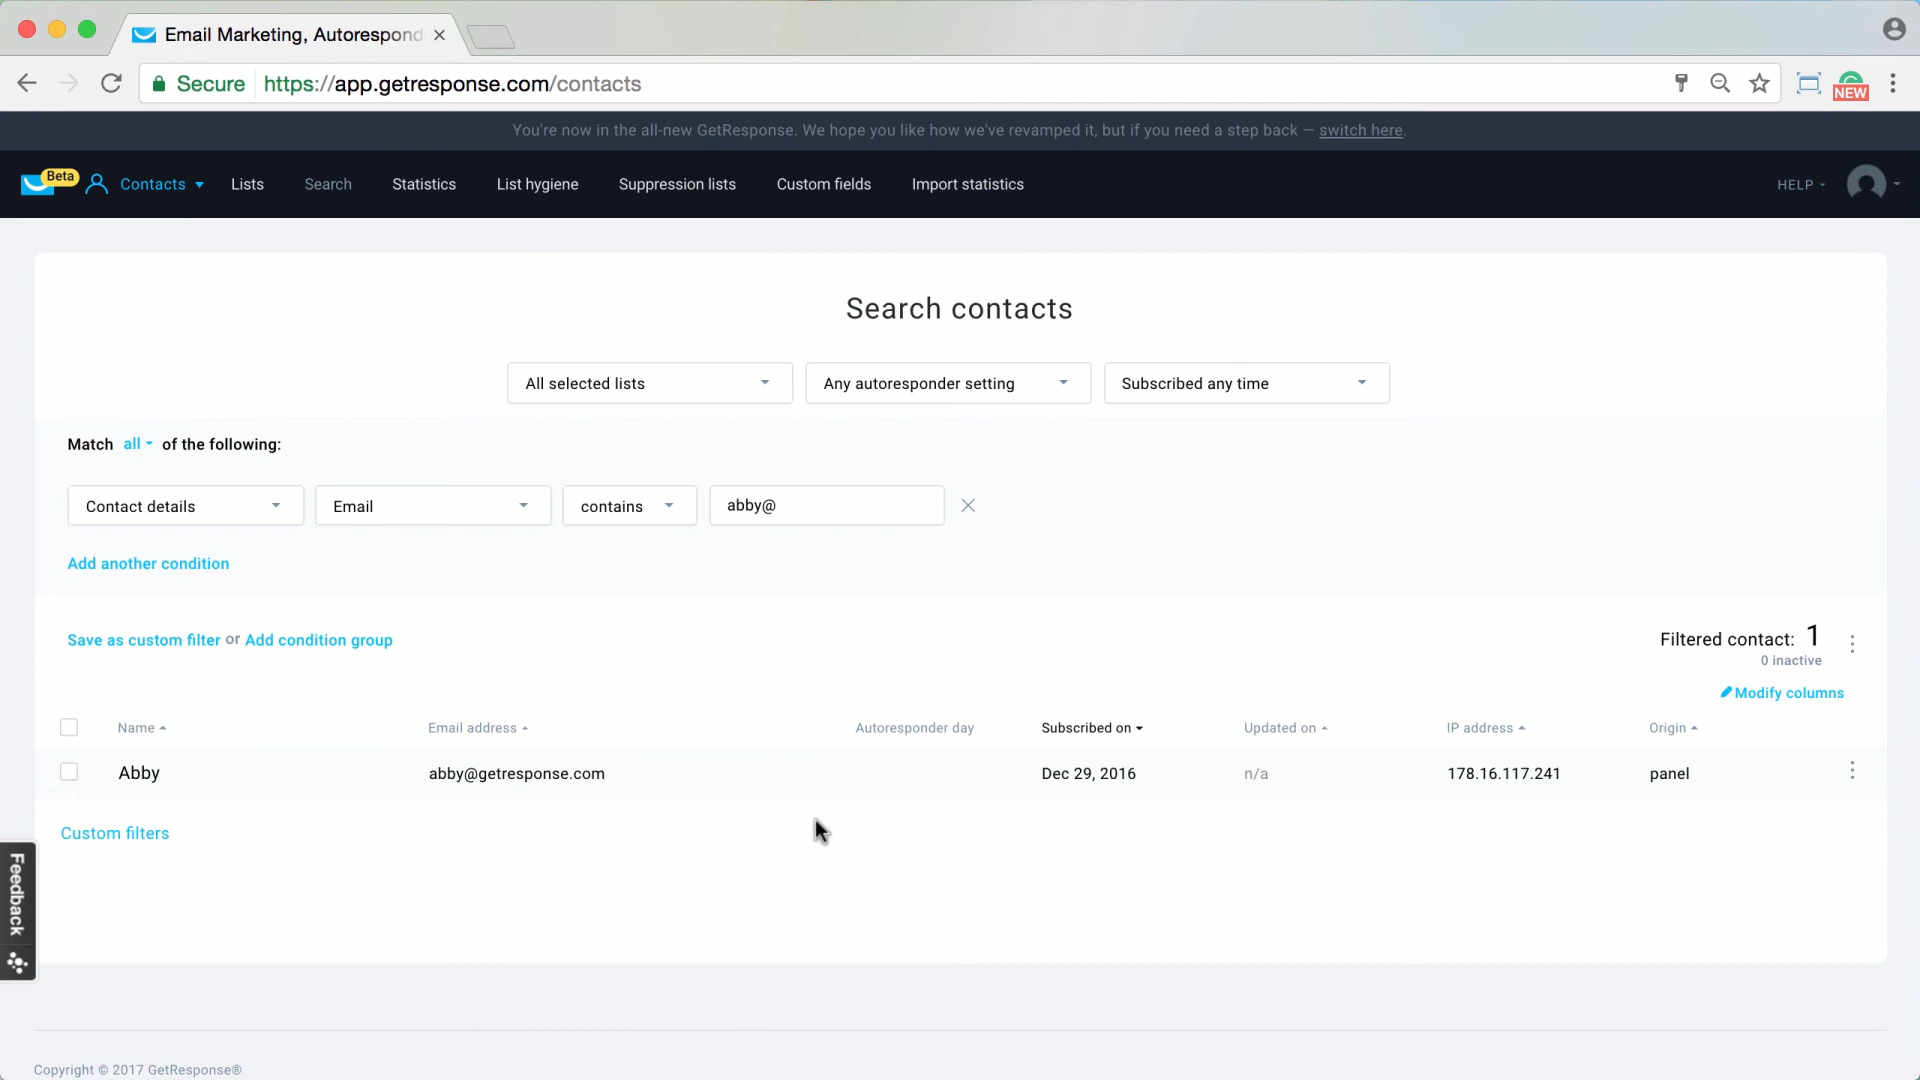 Email Marketing, Autorespond
Secure https://app.getresponse.com/contacts
NEW
You're now in the all-new GetResponse. We hope you like how we've revamped it, but if you need a step back — switch here.
Beta Contacts Lists Search Statistics List hygiene Suppression lists Custom fields Import statistics HELP
Search contacts
All selected lists Any autoresponder setting Subscribed any time
Match all of the following:
Contact details Email contains abby@
Add another condition
Save as custom filter or Add condition group Filtered contact: 1
0 inactive
Modify columns
Name Email address Autoresponder day Subscribed on Updated on IP address Origin
Abby abby@getresponse.com Dec 29, 2016 n/a 178.16.117.241 panel
Custom filters
Feedback
Copyright © 2017 GetResponse®